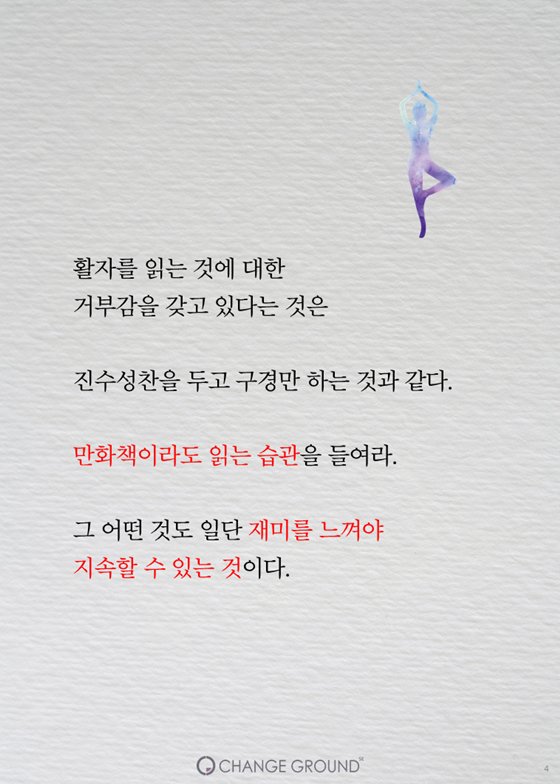 활자를 읽는 것에 대한
거부감을 갖고 있다는 것은
진수성찬을 두고 구경만 하는 것과 같다.
만화책이라도 읽는 습관을 들여라.
그 어떤 것도 일단 재미를 느껴야
지속할 수 있는 것이다.
CHANGE GROUND
4